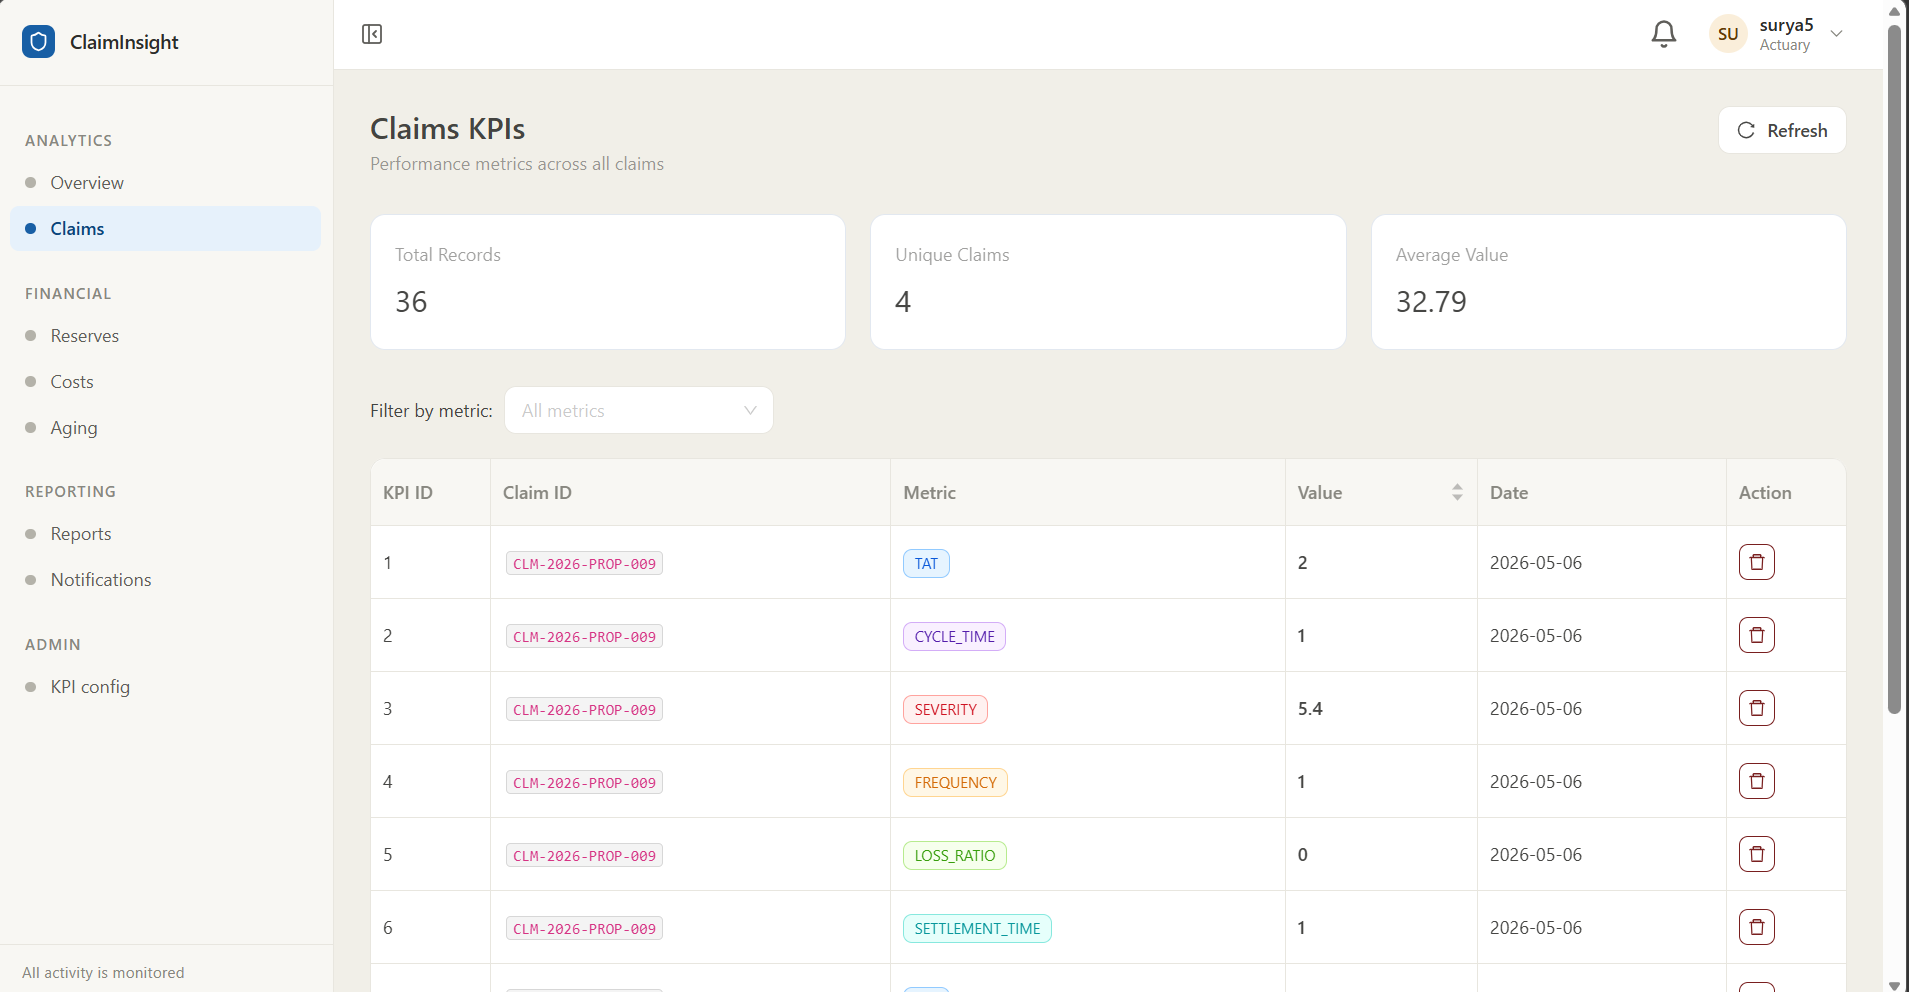 ClaimInsight
surya5
SU
Actuary
ANALYTICS
Overview
Claims
FINANCIAL
Reserves
Costs
Aging
REPORTING
Reports
Notifications
ADMIN
KPI config
All activity is monitored
Claims KPIs
Performance metrics across all claims
Refresh
Total Records
36
Unique Claims
4
Average Value
32.79
Filter by metric: All metrics
KPI ID Claim ID Metric Value Date Action
1 CLM-2026-PROP-009 TAT 2 2026-05-06
2 CLM-2026-PROP-009 CYCLE_TIME 1 2026-05-06
3 CLM-2026-PROP-009 SEVERITY 5.4 2026-05-06
4 CLM-2026-PROP-009 FREQUENCY 1 2026-05-06
5 CLM-2026-PROP-009 LOSS_RATIO 0 2026-05-06
6 CLM-2026-PROP-009 SETTLEMENT_TIME 1 2026-05-06